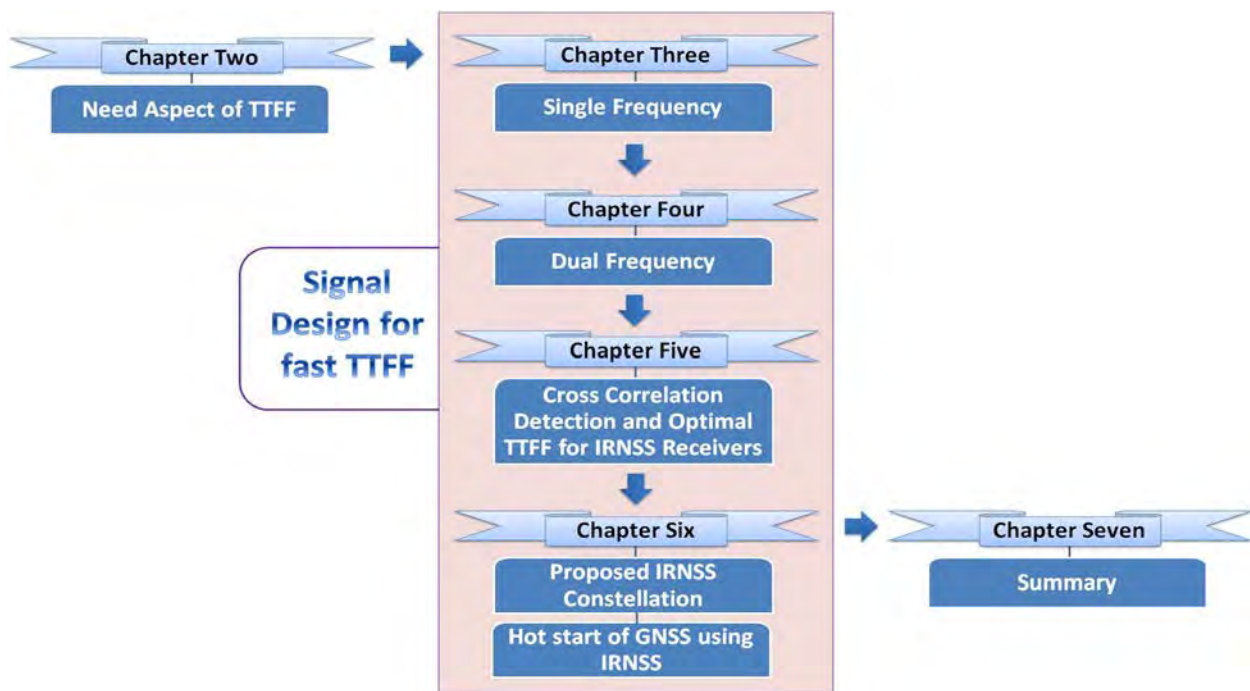 Chapter Two
Need Aspect of TTFF
Chapter Three
Single Frequency
Chapter Four
Dual Frequency
Signal
Design for
fast TTFF
Chapter Five
Cross Correlation
Detection and Optimal
TTFF for IRNSS Receivers
Chapter Six
Proposed IRNSS
Constellation
Hot start of GNSS using
IRNSS
Chapter Seven
Summary